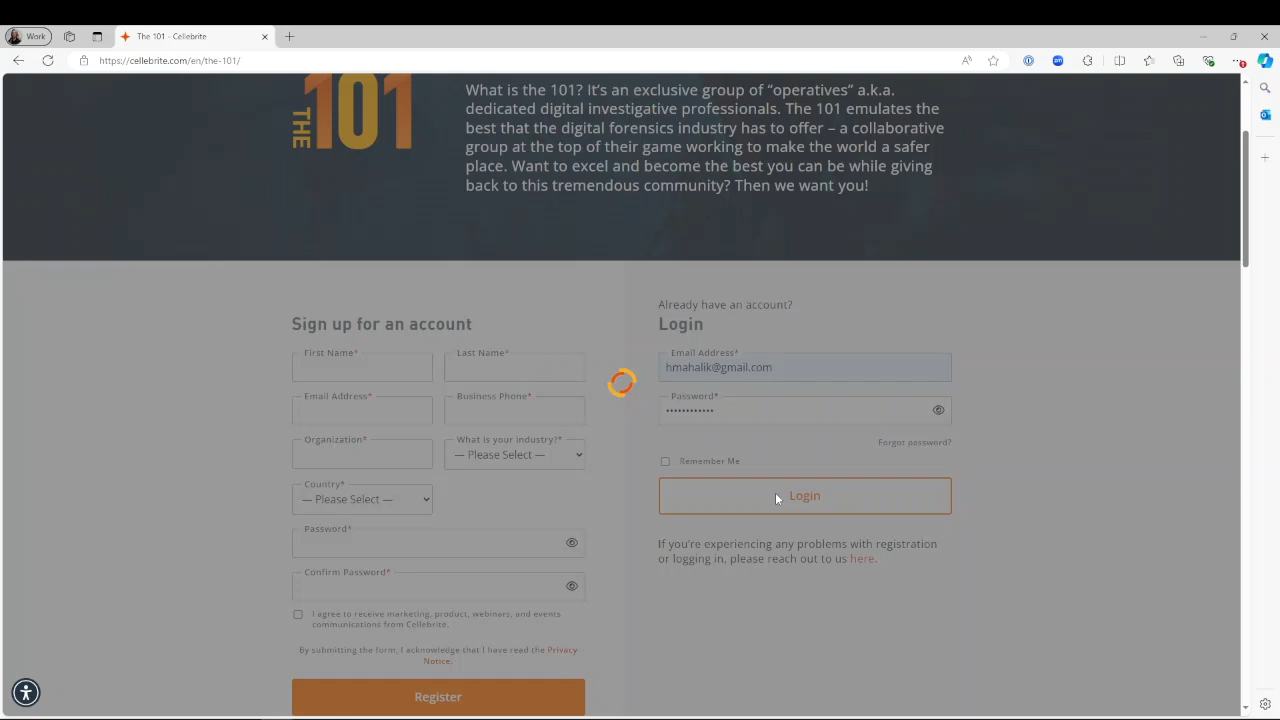 Work
The 101 - Cellebrite
https://cellebrite.com/en/the-101/
THE 101
What is the 101? It's an exclusive group of "operatives" a.k.a.
dedicated digital investigative professionals. The 101 emulates the
best that the digital forensics industry has to offer – a collaborative
group at the top of their game working to make the world a safer
place. Want to excel and become the best you can be while giving
back to this tremendous community? Then we want you!
Sign up for an account
First Name*
Last Name*
Email Address*
Business Phone*
Organization*
What is your industry?*
— Please Select —
Country*
— Please Select —
Password*
Confirm Password*
I agree to receive marketing, product, webinars, and events
communications from Cellebrite.
By submitting the form, I acknowledge that I have read the Privacy
Notice.
Register
Already have an account?
Login
Email Address*
hmahalik@gmail.com
Password*
••••••••••••
Forgot password?
Remember Me
Login
If you're experiencing any problems with registration
or logging in, please reach out to us here.